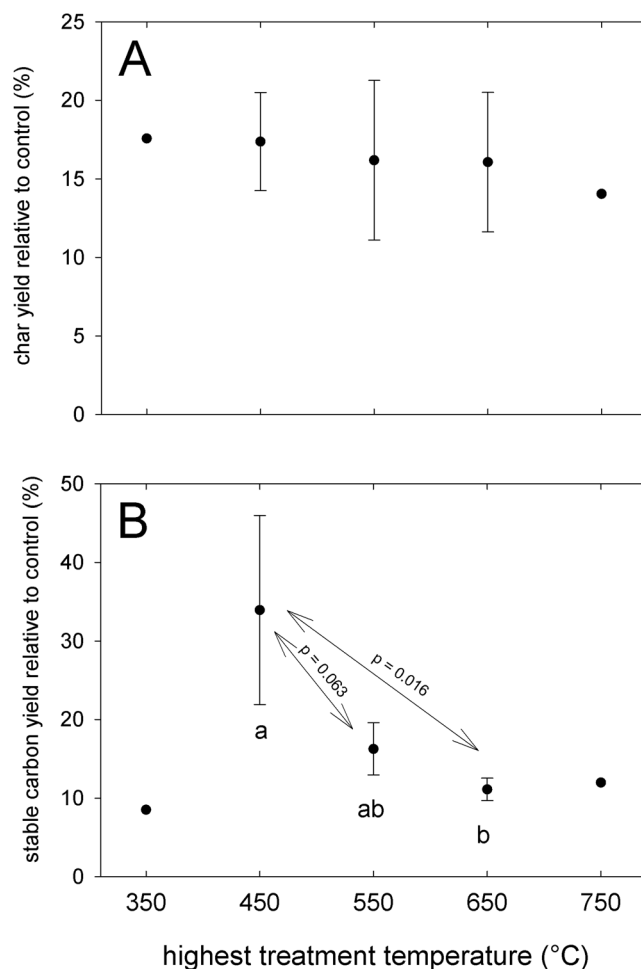 A
char yield relative to control (%)
25
20
15
10
5
0
B
stable carbon yield relative to control (%)
50
40
30
20
10
0
p = 0.063
p = 0.016
a
ab
b
350 450 550 650 750
highest treatment temperature (°C)